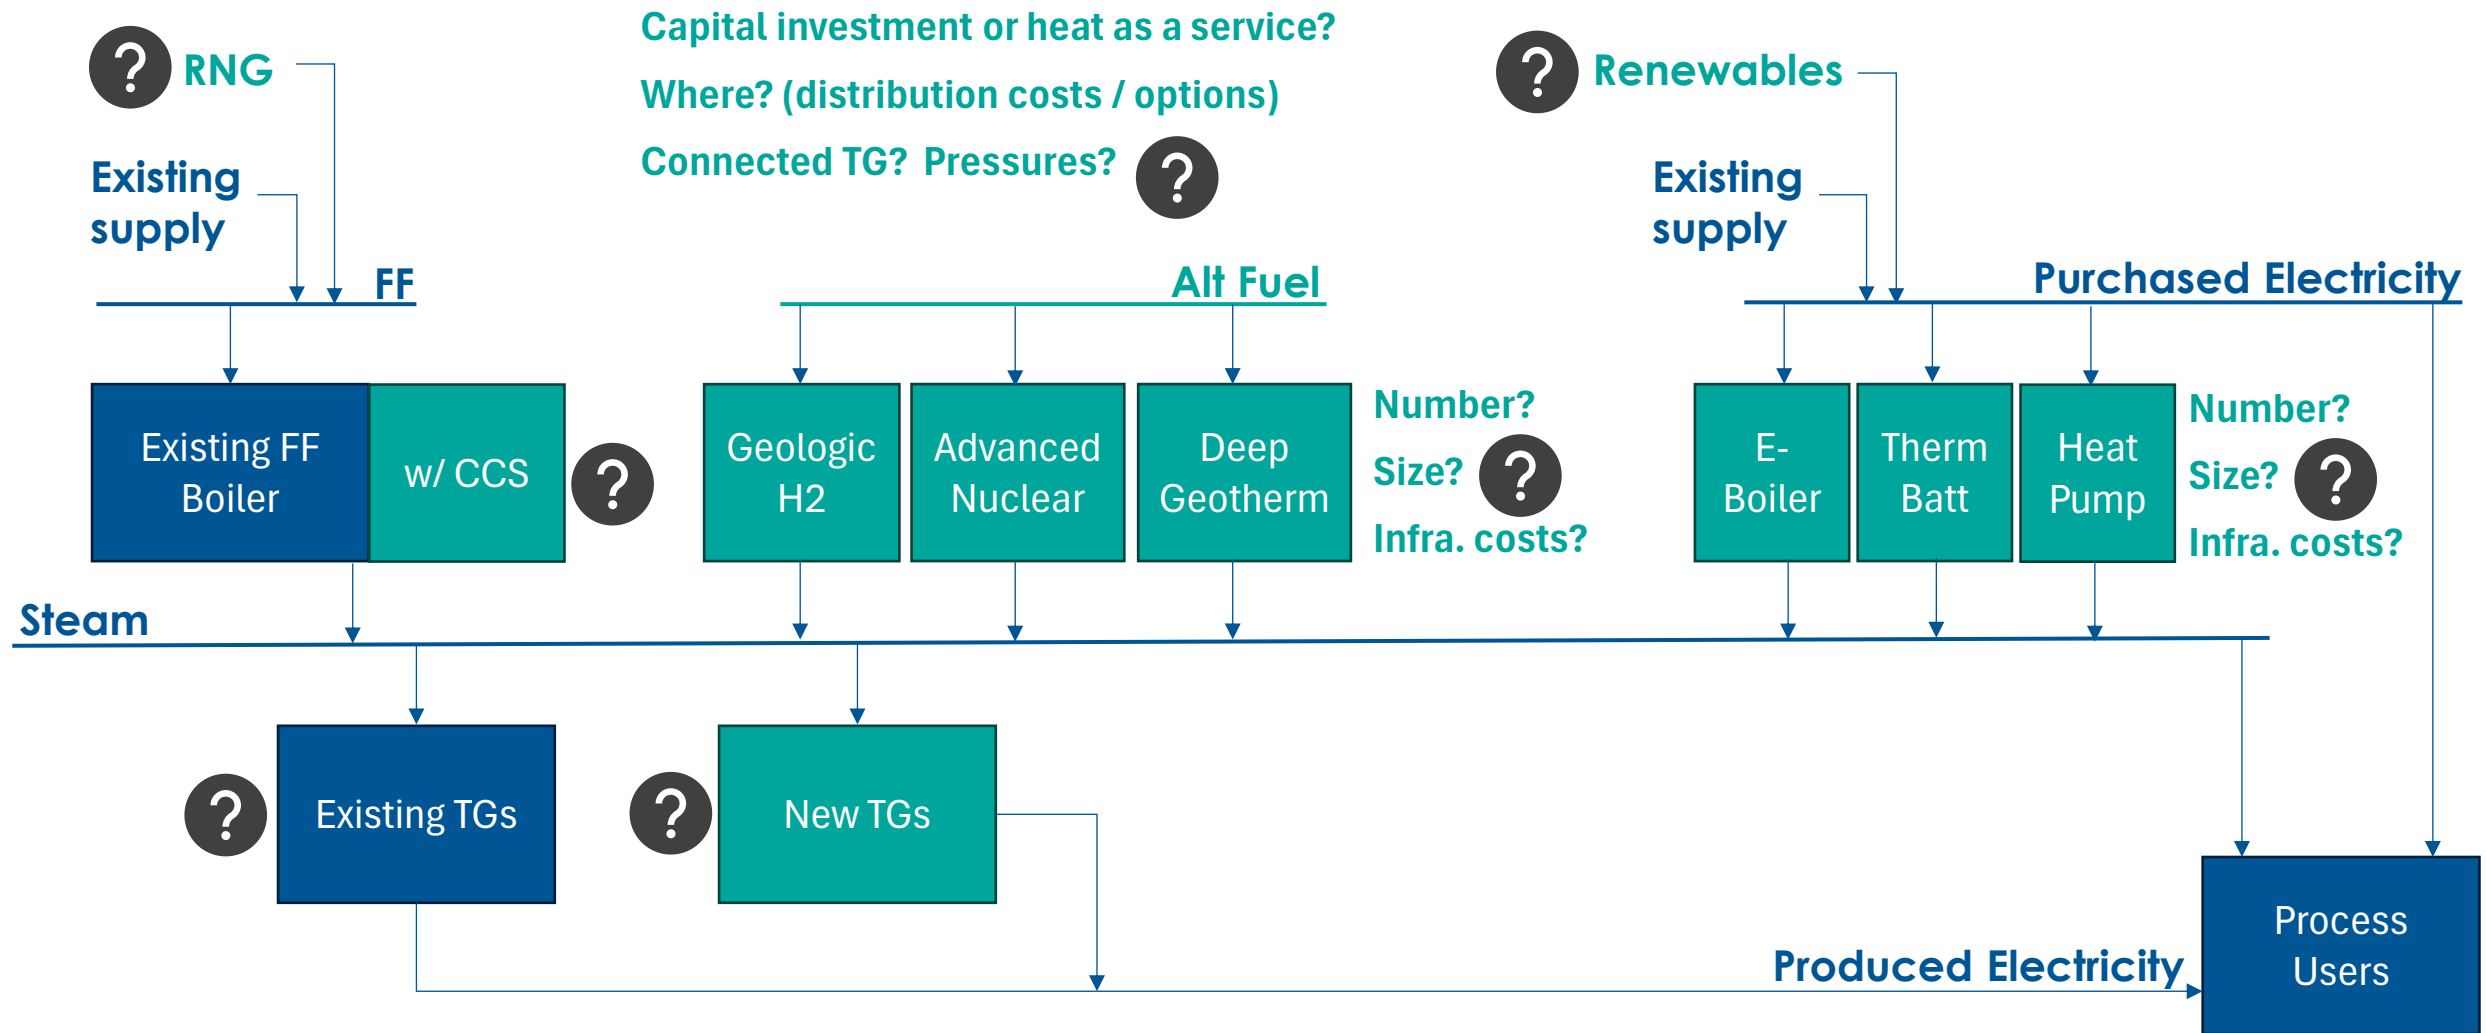 ?
RNG
Capital investment or heat as a service?
Where? (distribution costs / options)
Connected TG? Pressures?
?
?
Renewables
Existing
supply
FF
Alt Fuel
Existing
supply
Purchased Electricity
Existing FF
Boiler
w/ CCS
?
Geologic
H2
Advanced
Nuclear
Deep
Geotherm
Number?
Size?
?
Infra. costs?
E-
Boiler
Therm
Batt
Heat
Pump
Number?
Size?
?
Infra. costs?
Steam
?
Existing TGs
?
New TGs
Produced Electricity
Process
Users